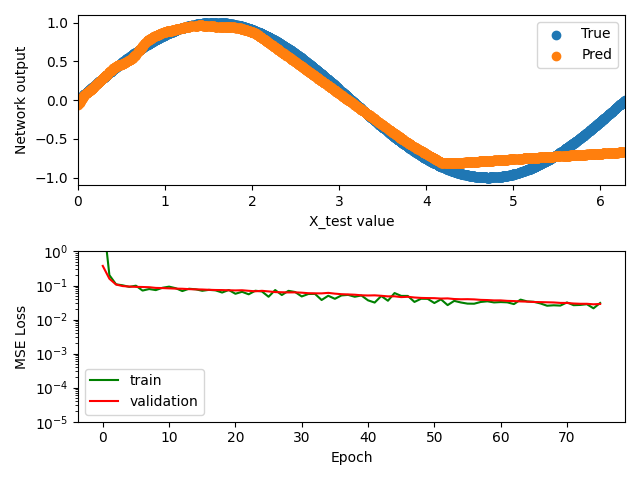 1.0
0.5
0.0
−0.5
−1.0
Network output
True
Pred
0 1 2 3 4 5 6
X_test value
10⁰
10⁻¹
10⁻²
10⁻³
10⁻⁴
10⁻⁵
MSE Loss
train
validation
0 10 20 30 40 50 60 70
Epoch